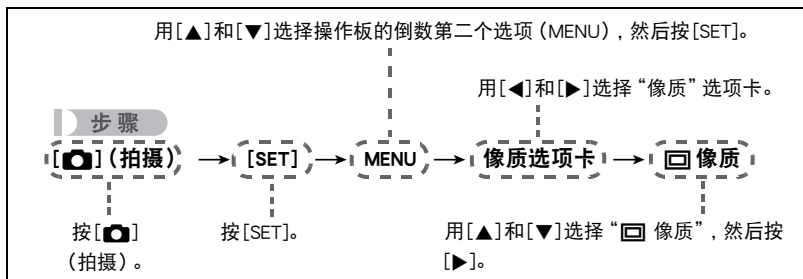 用[▲]和[▼]选择操作板的倒数第二个选项（MENU），然后按[SET]。
用[◀]和[▶]选择“像质”选项卡。
步骤
[📷]（拍摄） → [SET] → MENU → 像质选项卡 → 像质
按[📷]
（拍摄）。
按[SET]。
用[▲]和[▼]选择“ 像质”，然后按
[▶]。